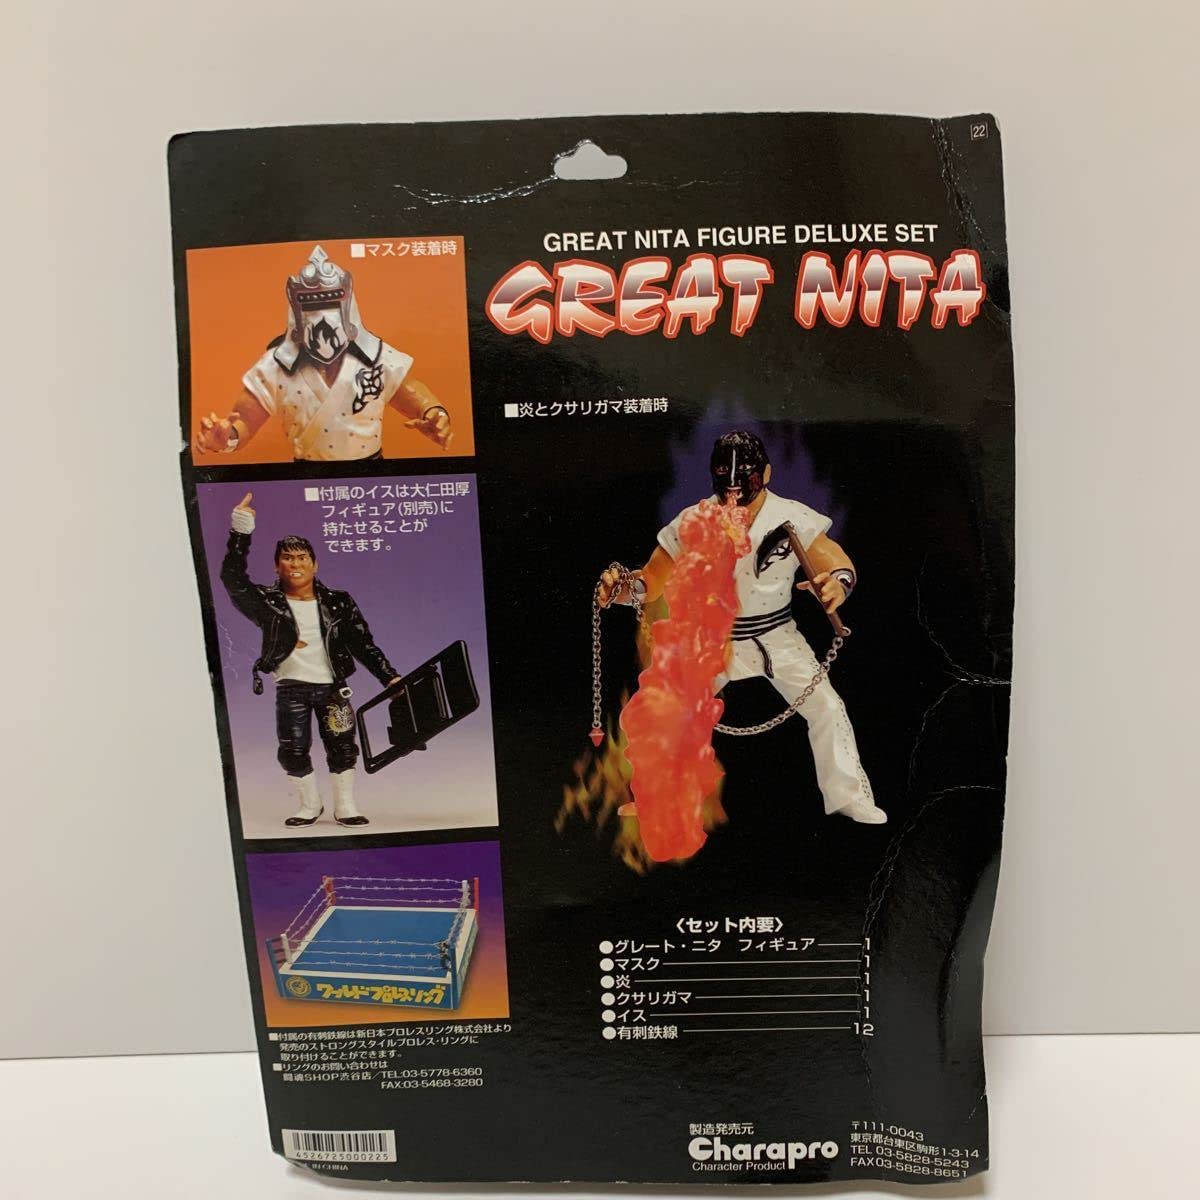 22
GREAT NITA FIGURE DELUXE SET
GREAT NITA
■マスク装着時
■炎とクサリガマ装着時
■付属のイスは大仁田厚
フィギュア(別売)に
持たせることが
できます。
ワールドプロレスリング
■付属の有刺鉄線は新日本プロレスリング株式会社より
発売のストロングスタイルプロレス・リングに
取り付けることができます。
■リングのお問い合わせは
闘魂SHOP渋谷店/TEL:03-5778-6360
FAX:03-5468-3280
〈セット内要〉
●グレート・ニタ フィギュア 1
●マスク 1
●炎 1
●クサリガマ 1
●イス 1
●有刺鉄線 12
4526725000225
IN CHINA
製造発売元
Charapro
Character Product
〒111-0043
東京都台東区駒形1-3-14
TEL 03-5828-5243
FAX03-5828-8651